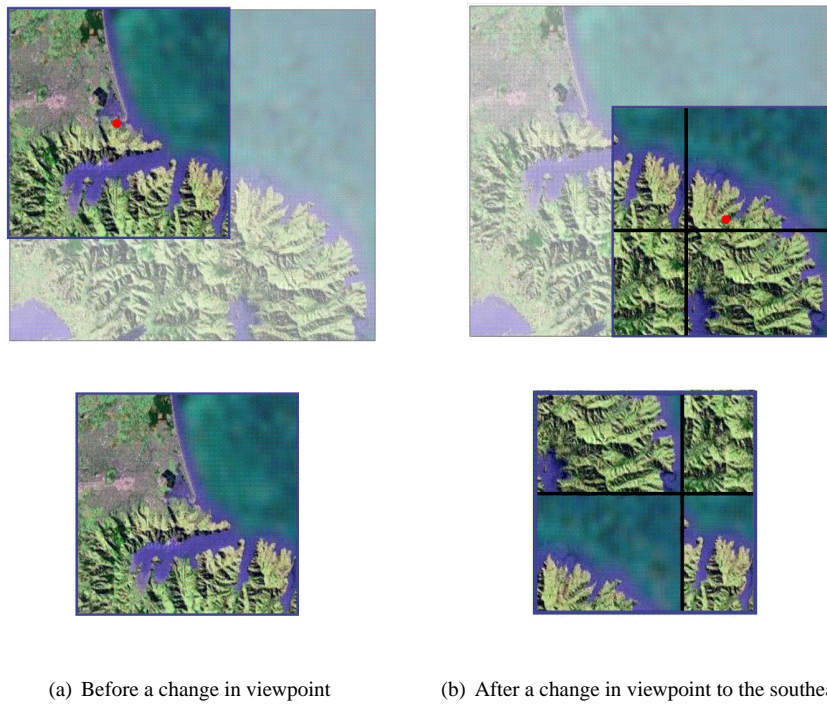 (a) Before a change in viewpoint
(b) After a change in viewpoint to the southea